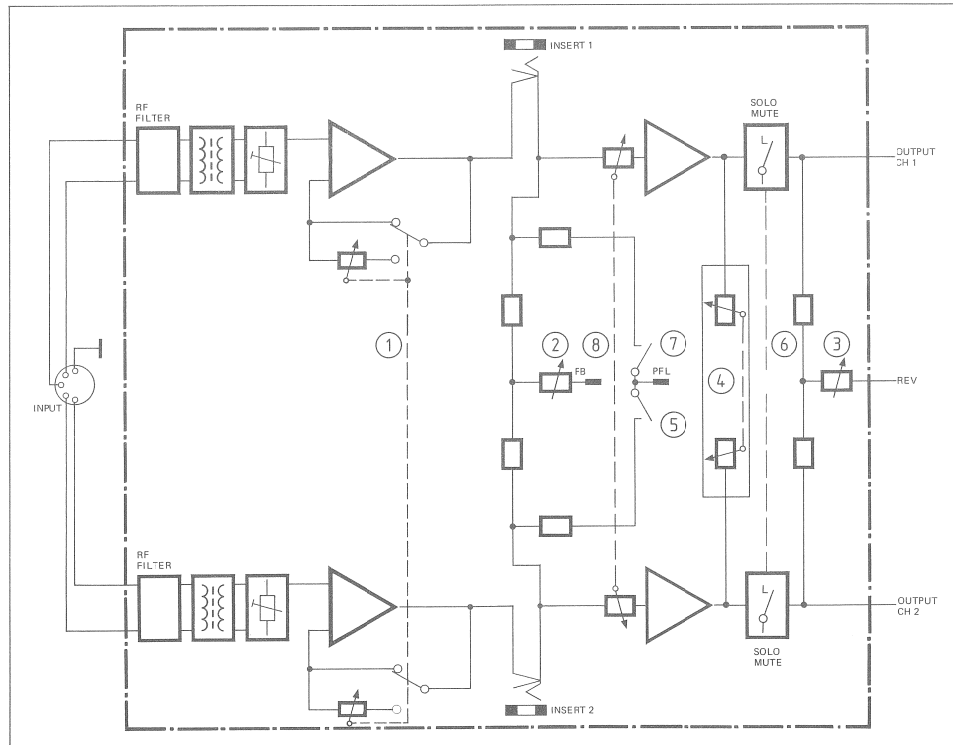 INSERT 1
RF
FILTER
SOLO
MUTE
L
OUTPUT
CH 1
1
2
FB
8
7
PFL
5
4
6
3
REV
INPUT
RF
FILTER
L
OUTPUT
CH 2
SOLO
MUTE
INSERT 2